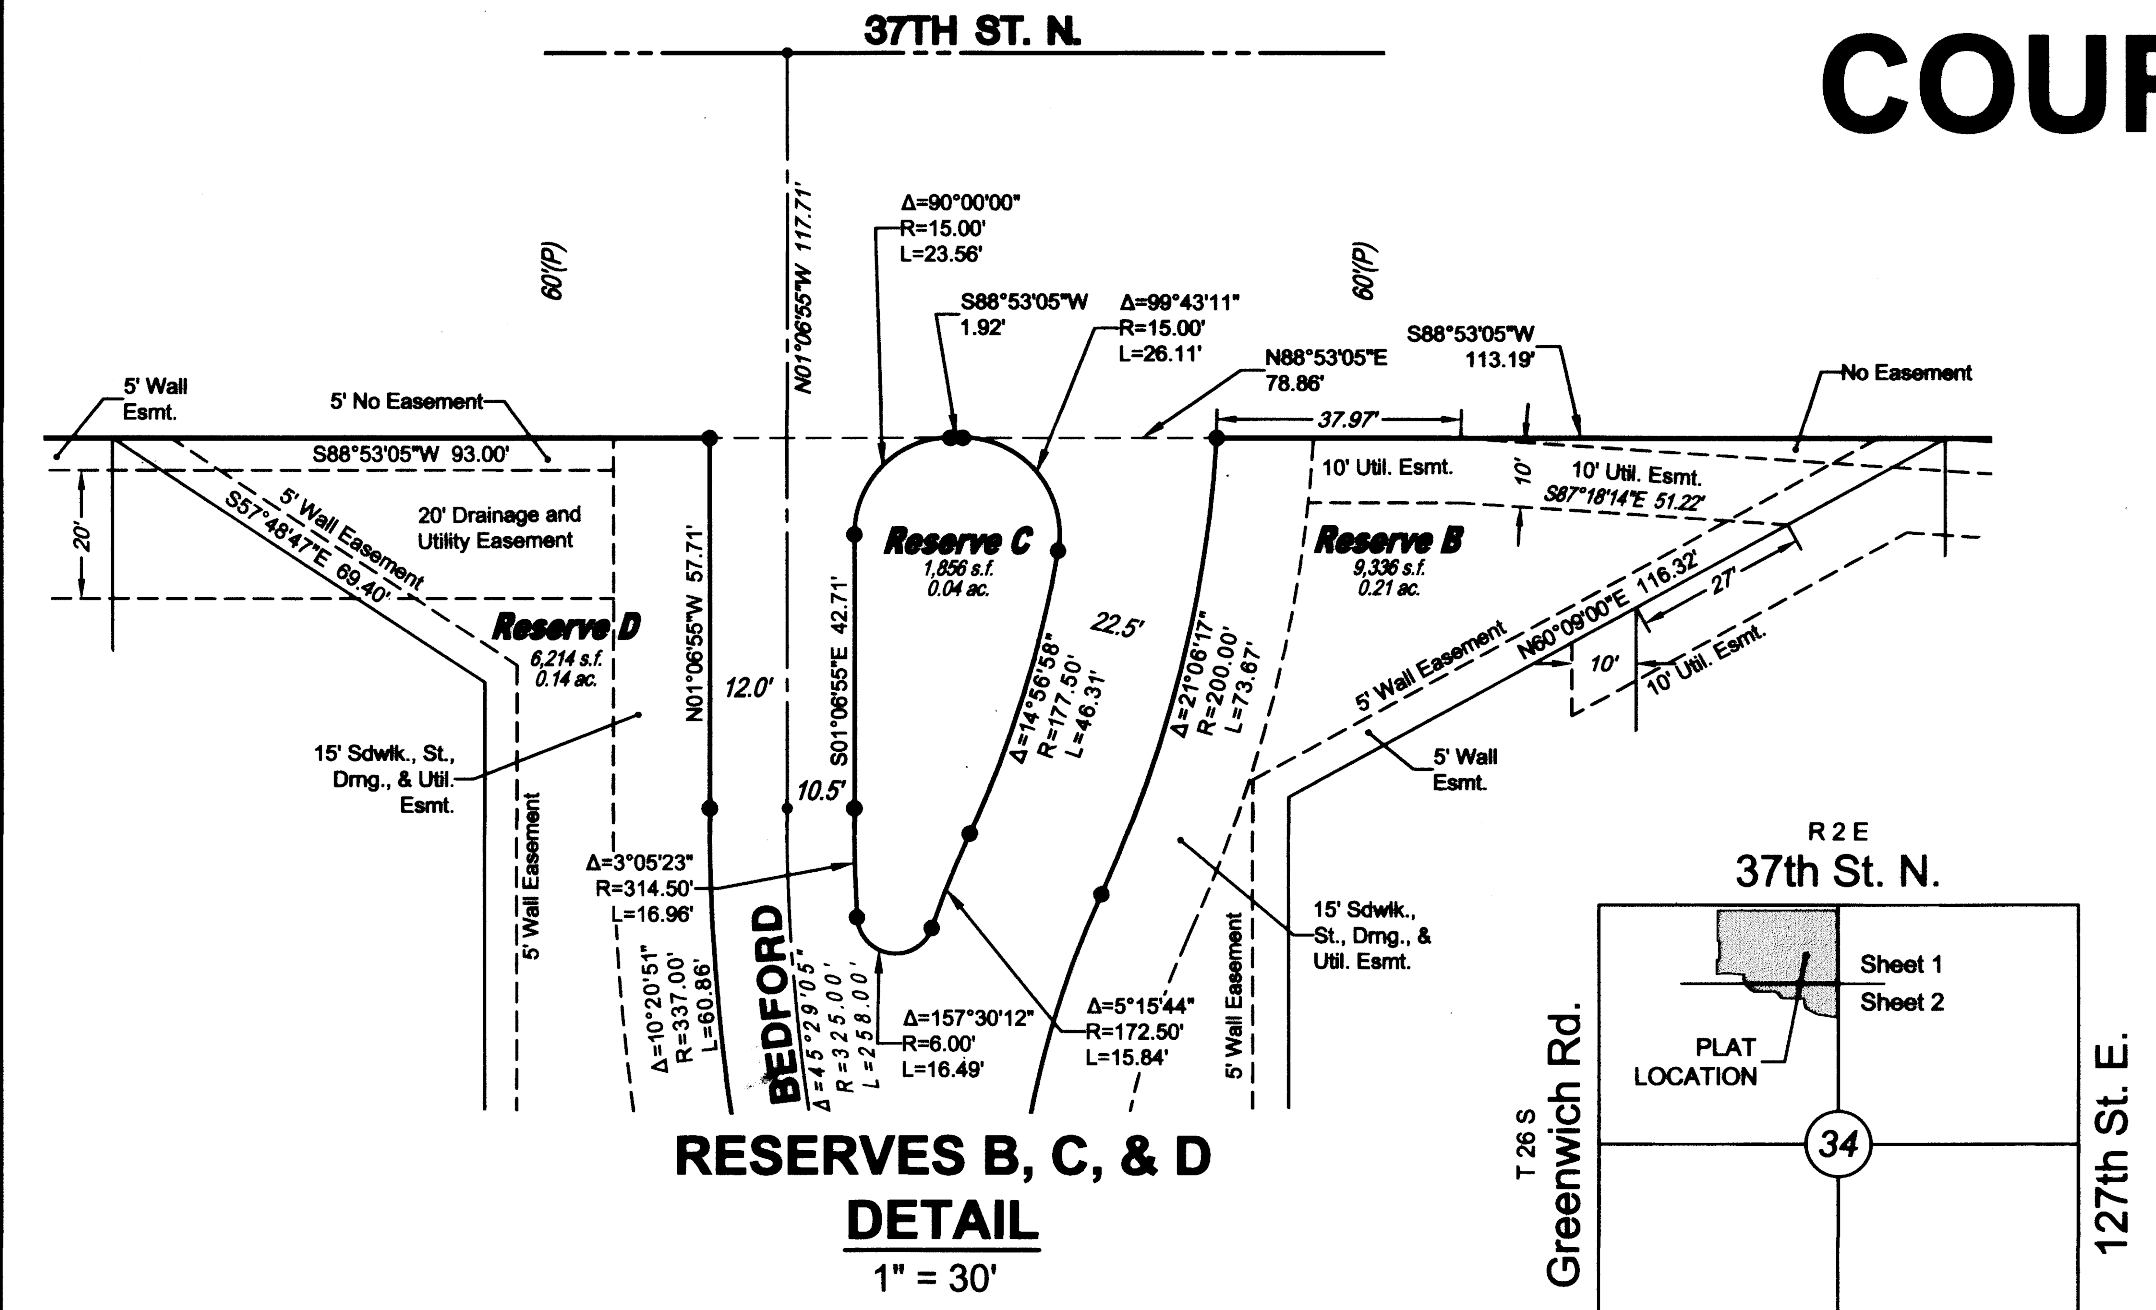 37TH ST. N.
COUR
60'(P)
N01°06'55"W 117.71'
Δ=90°00'00"
R=15.00'
L=23.56'
S88°53'05"W
1.92'
Δ=99°43'11"
R=15.00'
L=26.11'
60'(P)
N88°53'05"E
78.86'
S88°53'05"W
113.19'
No Easement
5' Wall
Esmt.
5' No Easement
37.97'
S88°53'05"W 93.00'
10' Util. Esmt.
10'
10' Util. Esmt.
S87°18'14"E 51.22'
20'
5' Wall Easement
S57°48'47"E 69.40'
20' Drainage and
Utility Easement
Reserve C
1,856 s.f.
0.04 ac.
Reserve B
9,336 s.f.
0.21 ac.
Reserve D
6,214 s.f.
0.14 ac.
N01°06'55"W 57.71'
12.0'
S01°06'55"E 42.71'
10.5'
22.5'
Δ=14°56'58"
R=177.50'
L=46.31'
Δ=21°06'17"
R=200.00'
L=73.67'
5' Wall Easement
N60°09'00"E 116.32'
27'
10'
10' Util. Esmt.
5' Wall
Esmt.
15' Sdwlk., St.,
Drng., & Util.
Esmt.
5' Wall Easement
Δ=3°05'23"
R=314.50'
L=16.96'
Δ=10°20'51"
R=337.00'
L=60.86'
BEDFORD
Δ=45°29'05"
R=325.00'
L=258.00'
Δ=157°30'12"
R=6.00'
L=16.49'
Δ=5°15'44"
R=172.50'
L=15.84'
5' Wall Easement
15' Sdwlk.,
St., Drng., &
Util. Esmt.
RESERVES B, C, & D
DETAIL
1" = 30'
R 2 E
37th St. N.
Sheet 1
Sheet 2
PLAT
LOCATION
T 26 S
Greenwich Rd.
34
127th St. E.